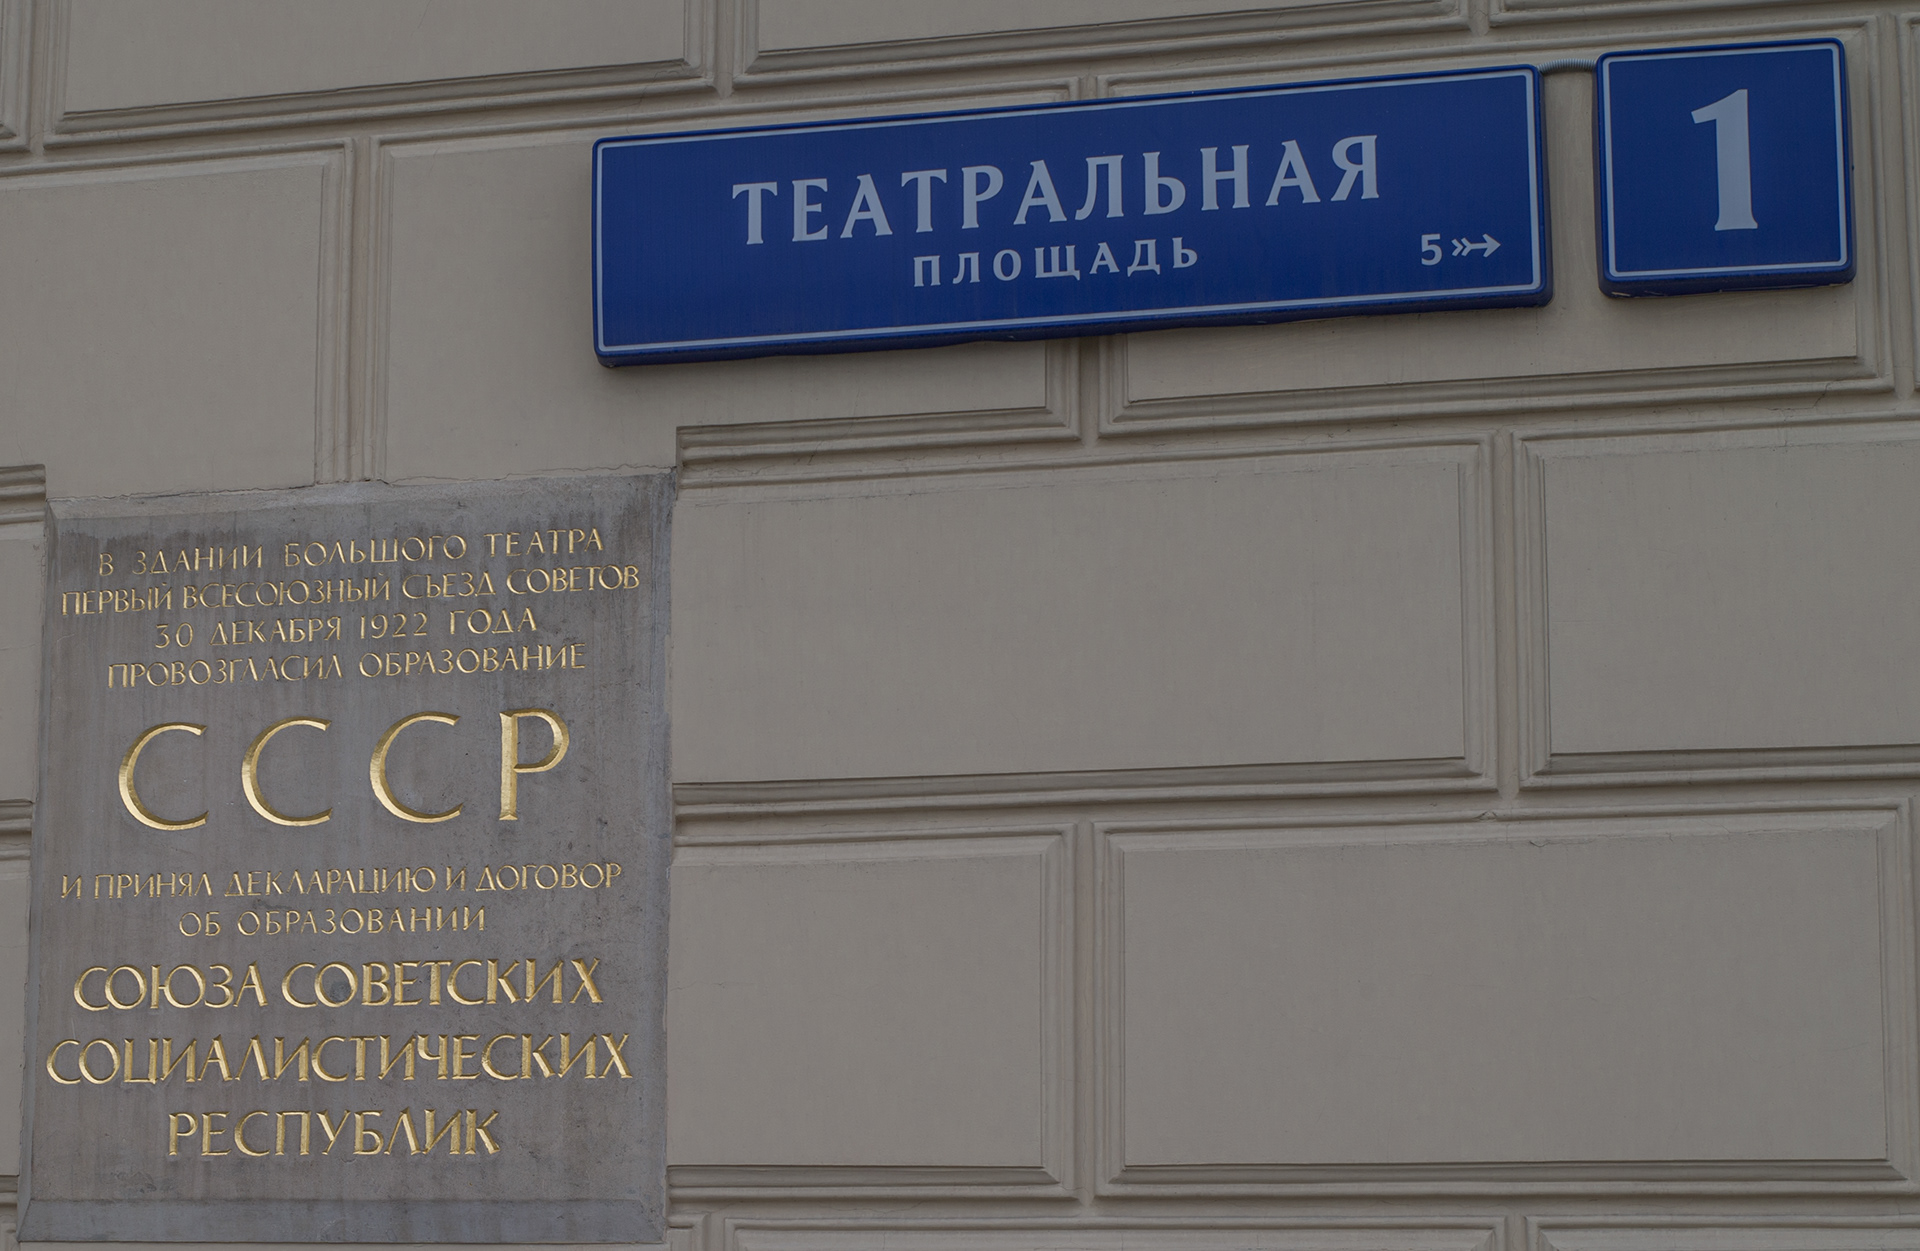 ТЕАТРАЛЬНАЯ
ПЛОЩАДЬ
5
1
В ЗДАНИИ БОЛЬШОГО ТЕАТРА
ПЕРВЫЙ ВСЕСОЮЗНЫЙ СЪЕЗД СОВЕТОВ
30 ДЕКАБРЯ 1922 ГОДА
ПРОВОЗГЛАСИЛ ОБРАЗОВАНИЕ
СССР
И ПРИНЯЛ ДЕКЛАРАЦИЮ И ДОГОВОР
ОБ ОБРАЗОВАНИИ
СОЮЗА СОВЕТСКИХ
СОЦИАЛИСТИЧЕСКИХ
РЕСПУБЛИК